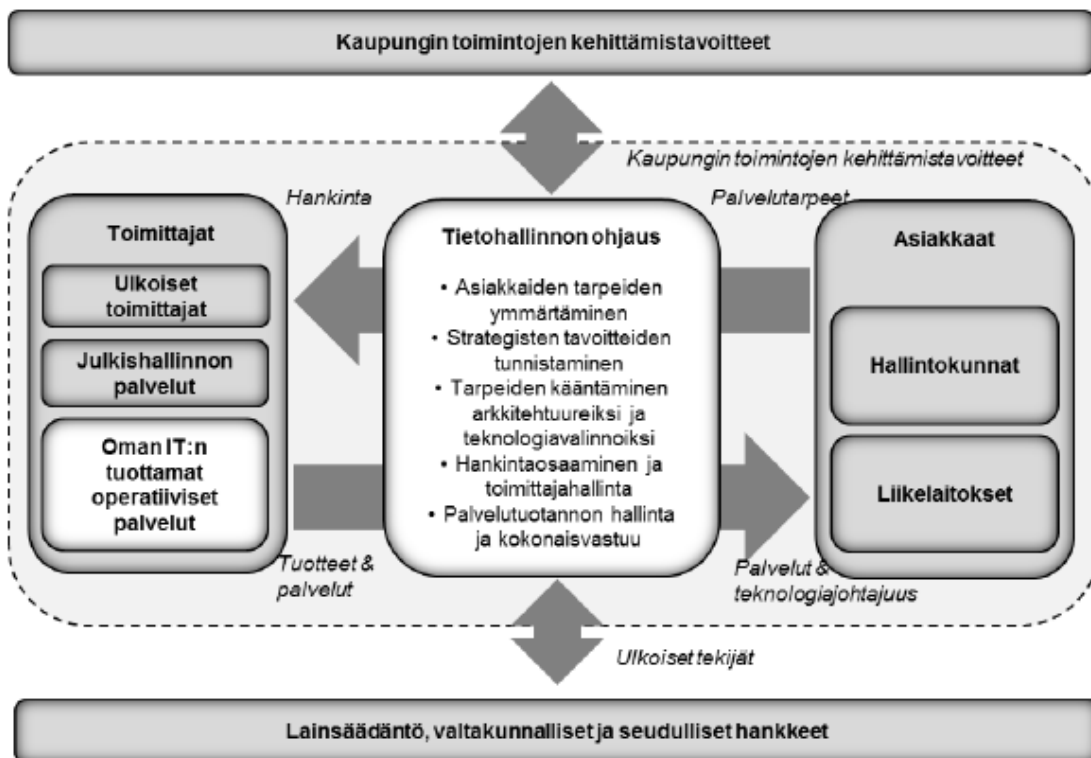 Kaupungin toimintojen kehittämistavoitteet
Kaupungin toimintojen kehittämistavoitteet
Hankinta
Palvelutarpeet
Toimittajat
Ulkoiset
toimittajat
Julkishallinnon
palvelut
Oman IT:n
tuottamat
operatiiviset
palvelut
Tietohallinnon ohjaus
• Asiakkaiden tarpeiden
ymmärtäminen
• Strategisten tavoitteiden
tunnistaminen
• Tarpeiden kääntäminen
arkkitehtuureiksi ja
teknologiavalinnoiksi
• Hankintaosaaminen ja
toimittajahallinta
• Palvelutuotannon hallinta
ja kokonaisvastuu
Asiakkaat
Hallintokunnat
Liikelaitokset
Tuotteet &
palvelut
Palvelut &
teknologiajohtajuus
Ulkoiset tekijät
Lainsäädäntö, valtakunnalliset ja seudulliset hankkeet